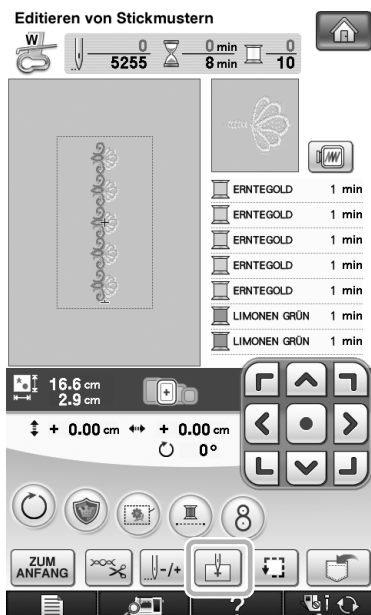 Editieren von Stickmustern
W
0 0 min 0
5255 8 min 10
ERNTEGOLD 1 min
ERNTEGOLD 1 min
ERNTEGOLD 1 min
ERNTEGOLD 1 min
ERNTEGOLD 1 min
LIMONEN GRÜN 1 min
LIMONEN GRÜN 1 min
16.6 cm
2.9 cm
+ 0.00 cm + 0.00 cm
0°
8
ZUM
ANFANG
-/+
?